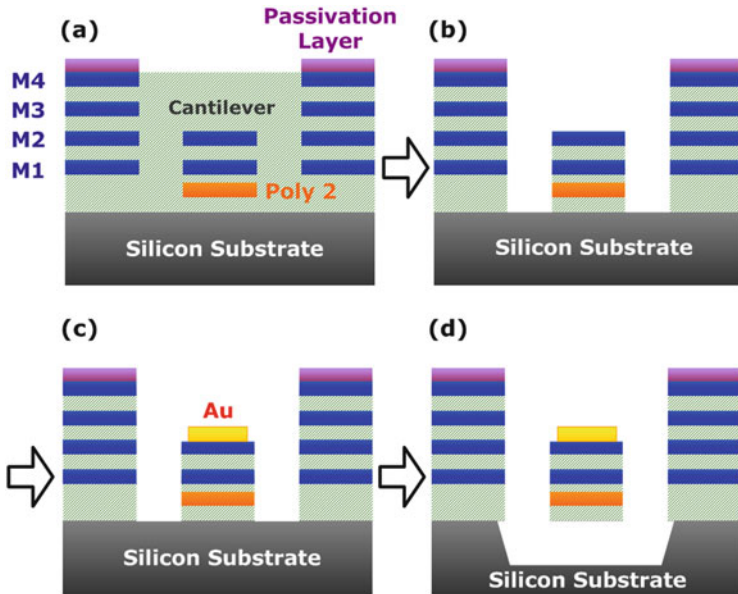 (a)
Passivation
Layer
(b)
M4
M3
Cantilever
M2
M1
Poly 2
Silicon Substrate
Silicon Substrate
(c)
(d)
Au
Silicon Substrate
Silicon Substrate